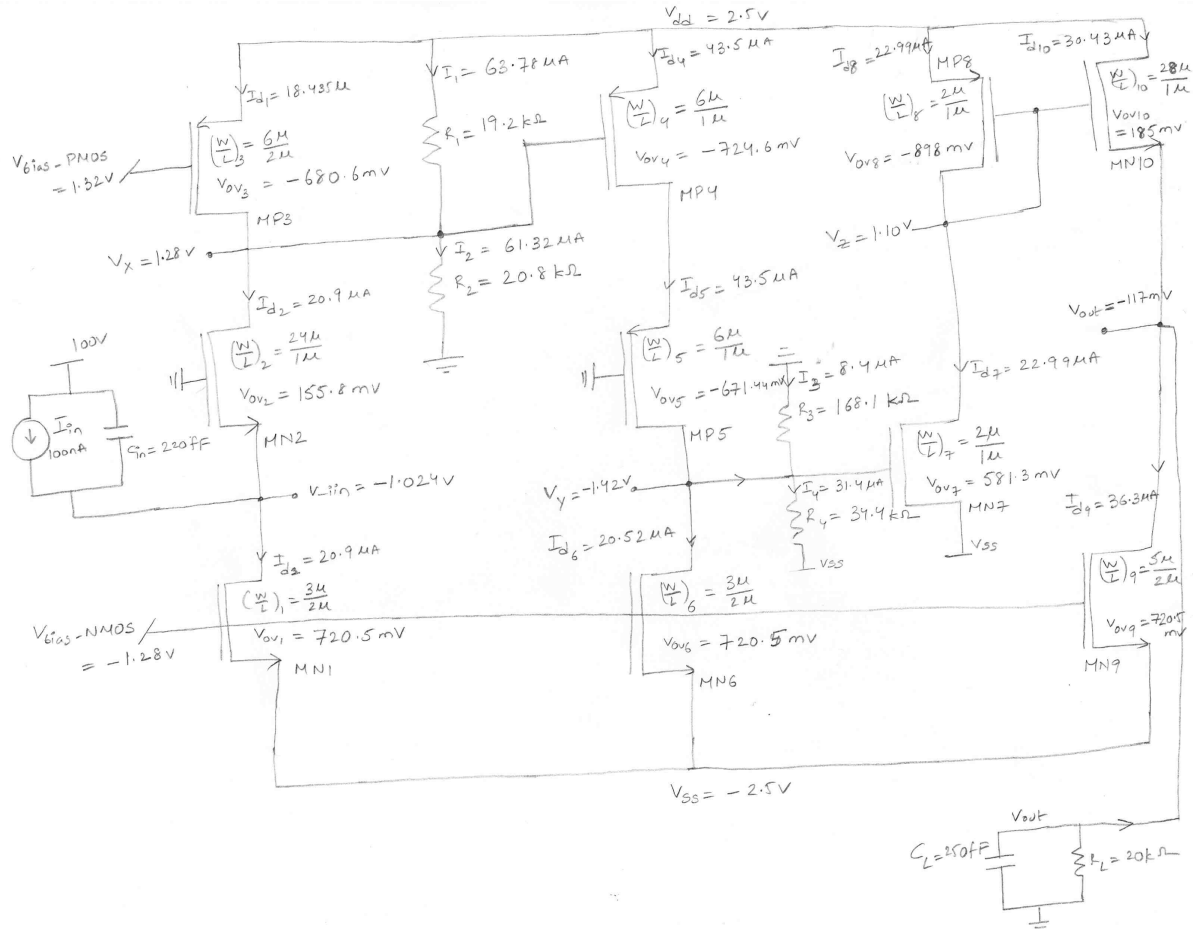 Vdd = 2.5V
Id1 = 18.435µ
(W/L)3 = 6µ/2µ
Vov3 = -680.6mV
MP3
Vbias-PMOS = 1.32V
I1 = 63.78µA
R1 = 19.2kΩ
Id4 = 43.5µA
(W/L)4 = 6µ/1µ
Vov4 = -724.6mV
MP4
Id8 = 22.99µA
MP8
(W/L)8 = 2µ/1µ
Vov8 = -898mV
Id10 = 30.43µA
(W/L)10 = 28µ/1µ
Vov10 = 185mV
MN10
Vx = 1.28V
I2 = 61.32µA
R2 = 20.8kΩ
Vz = 1.10V
Id2 = 20.9µA
(W/L)2 = 24µ/1µ
Vov2 = 155.8mV
MN2
Id5 = 43.5µA
(W/L)5 = 6µ/1µ
Vov5 = -671.44mV
MP5
I3 = 8.4µA
R3 = 168.1kΩ
Id7 = 22.99µA
(W/L)7 = 2µ/1µ
Vov7 = 581.3mV
MN7
VSS
Vout = -117mV
100V
Iin
100nA
Cin = 220fF
V_iin = -1.024V
Vy = -1.42V
I4 = 31.4µA
R4 = 34.4kΩ
VSS
Id9 = 36.3µA
Id2 = 20.9µA
(W/L)1 = 3µ/2µ
Vov1 = 720.5mV
MN1
Vbias-NMOS = -1.28V
Id6 = 20.52µA
(W/L)6 = 3µ/2µ
Vov6 = 720.5mV
MN6
(W/L)9 = 5µ/2µ
Vov9 = 720.5mV
MN9
VSS = -2.5V
Vout
CL = 250fF
RL = 20kΩ